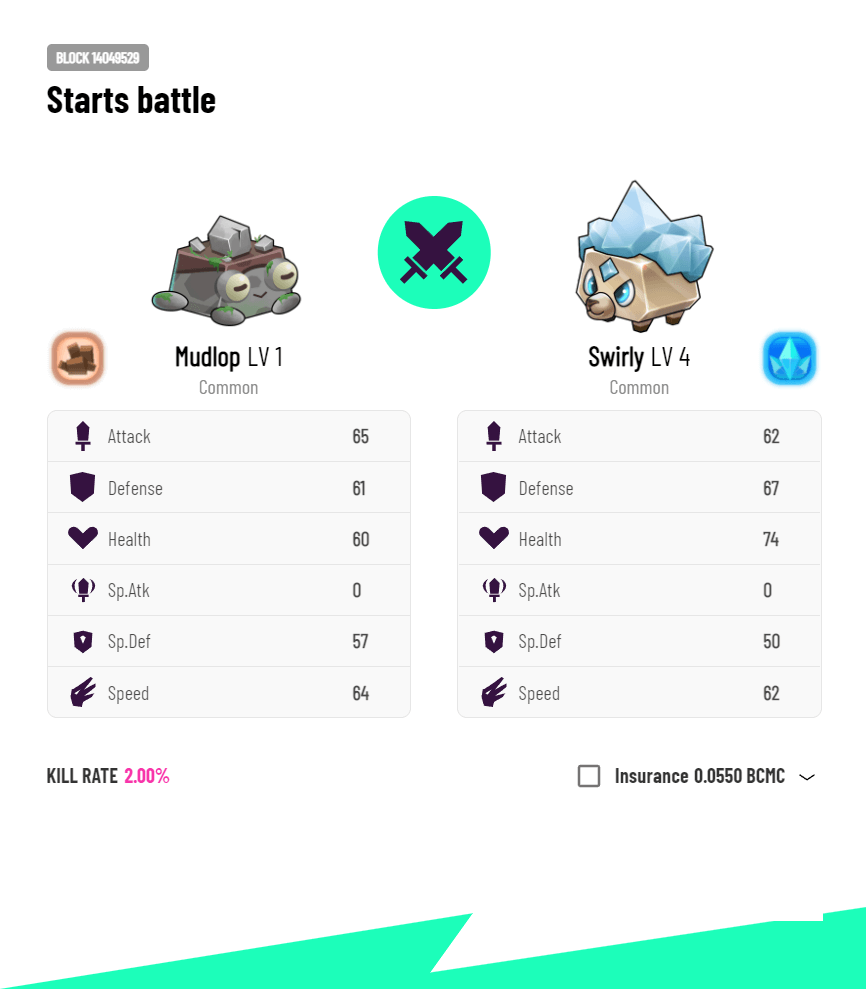 BLOCK 14049529
Starts battle
Mudlop LV 1
Common
Attack 65
Defense 61
Health 60
Sp.Atk 0
Sp.Def 57
Speed 64
Swirly LV 4
Common
Attack 62
Defense 67
Health 74
Sp.Atk 0
Sp.Def 50
Speed 62
KILL RATE 2.00%
Insurance 0.0550 BCMC